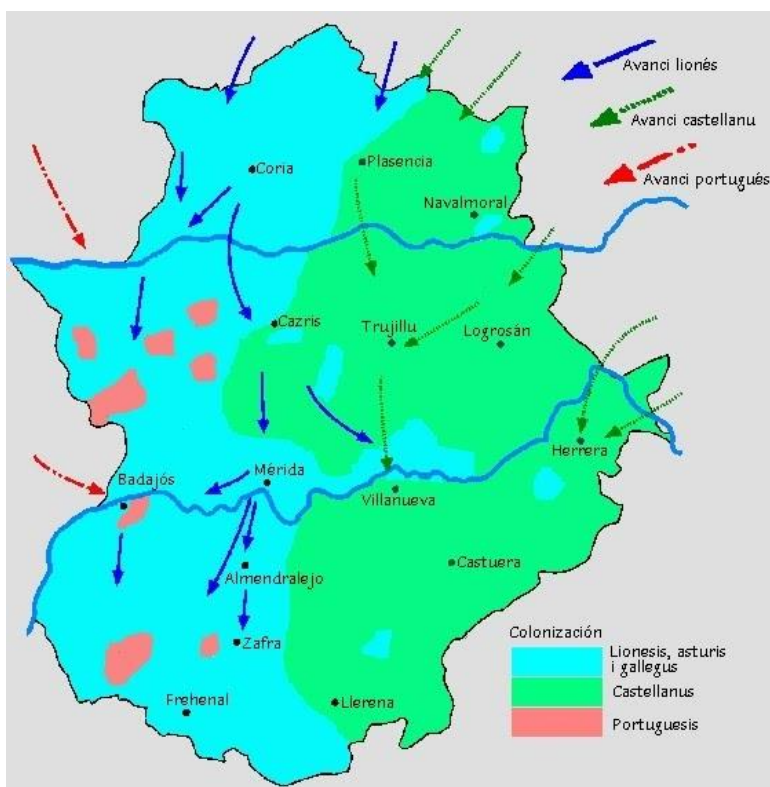 Avanci lionés
Avanci castellanu
Avanci portugués
Coria
Plasencia
Navalmoral
Cazris
Trujillu
Logrosán
Herrera
Badajós
Mérida
Villanueva
Almendralejo
Castuera
Zafra
Frehenal
Llerena
Colonización
Lionesis, asturis
i gallegus
Castellanus
Portuguesis